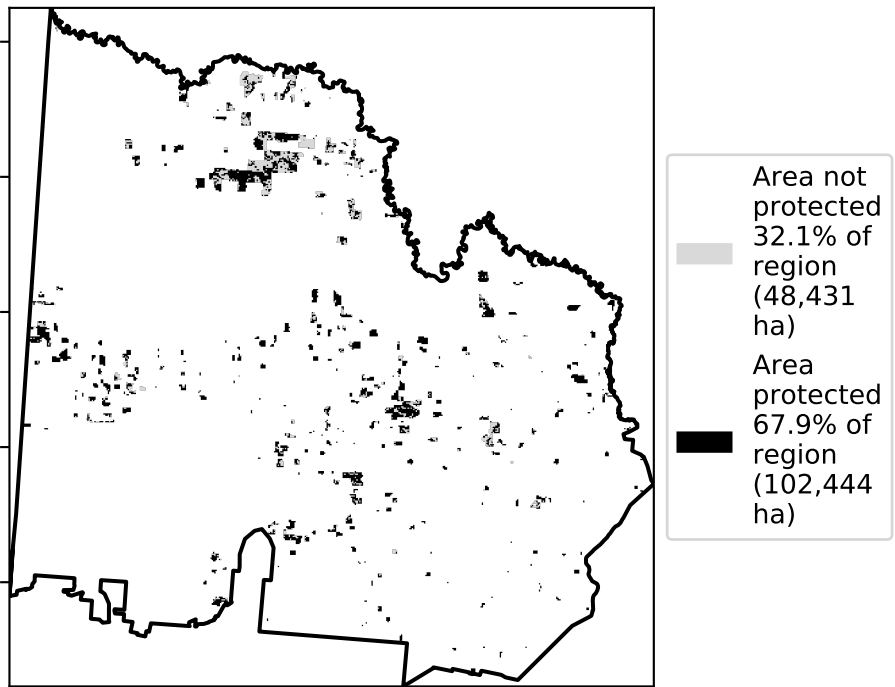 Area not
protected
32.1% of
region
(48,431
ha)
Area
protected
67.9% of
region
(102,444
ha)